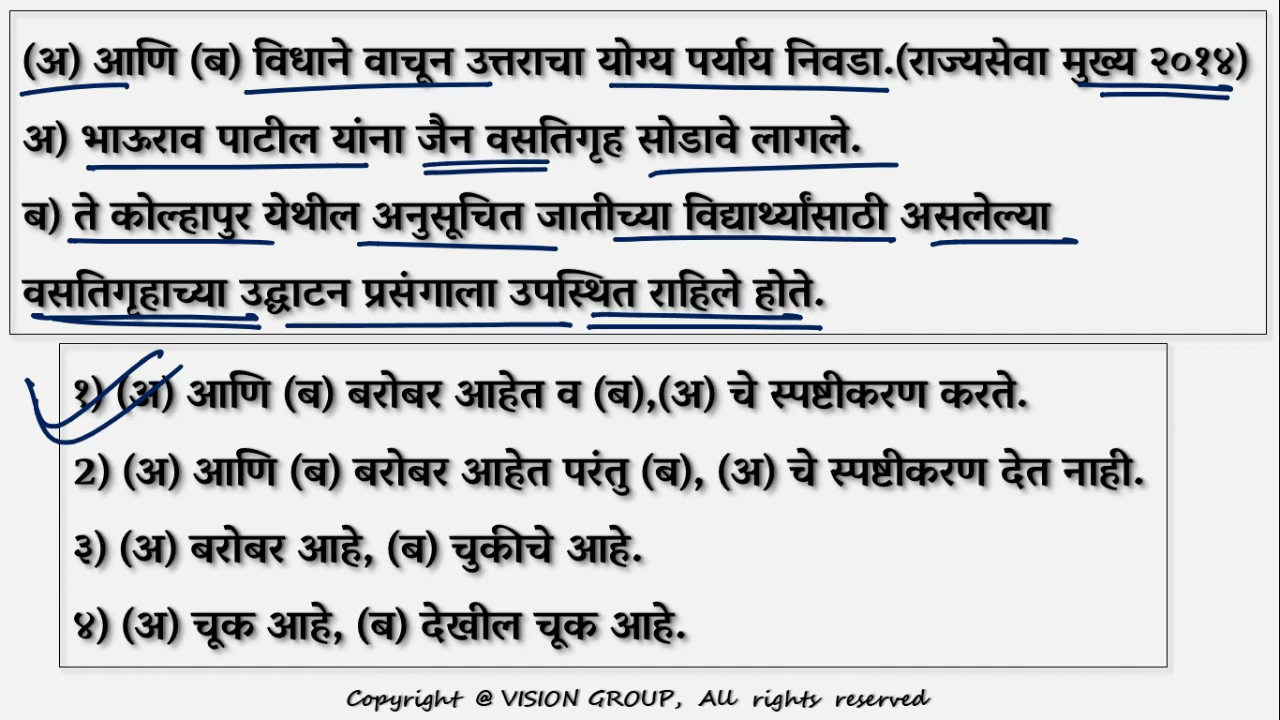 (अ) आणि (ब) विधाने वाचून उत्तराचा योग्य पर्याय निवडा.(राज्यसेवा मुख्य २०१४)
अ) भाऊराव पाटील यांना जैन वसतिगृह सोडावे लागले.
ब) ते कोल्हापुर येथील अनुसूचित जातीच्या विद्यार्थ्यांसाठी असलेल्या
वसतिगृहाच्या उद्घाटन प्रसंगाला उपस्थित राहिले होते.
१) (अ) आणि (ब) बरोबर आहेत व (ब),(अ) चे स्पष्टीकरण करते.
2) (अ) आणि (ब) बरोबर आहेत परंतु (ब), (अ) चे स्पष्टीकरण देत नाही.
३) (अ) बरोबर आहे, (ब) चुकीचे आहे.
४) (अ) चूक आहे, (ब) देखील चूक आहे.
Copyright @ VISION GROUP, All rights reserved